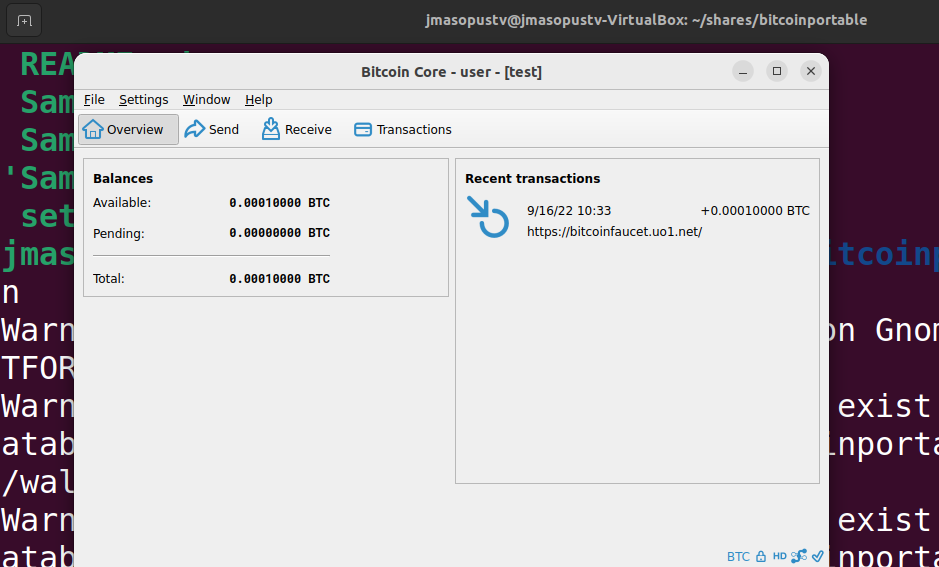 jmasopustv@jmasopustv-VirtualBox: ~/shares/bitcoinportable
Bitcoin Core - user - [test]
File Settings Window Help
Overview Send Receive Transactions
Balances
Available: 0.00010000 BTC
Pending: 0.00000000 BTC
Total: 0.00010000 BTC
Recent transactions
9/16/22 10:33 +0.00010000 BTC
https://bitcoinfaucet.uo1.net/
BTC HD
READ
Sam
Sam
'Sam
set
jmas itcoinp
n
Warn on Gnom
TFOR
Warn exist
atab inporta
/wal
Warn exist
atab inporta